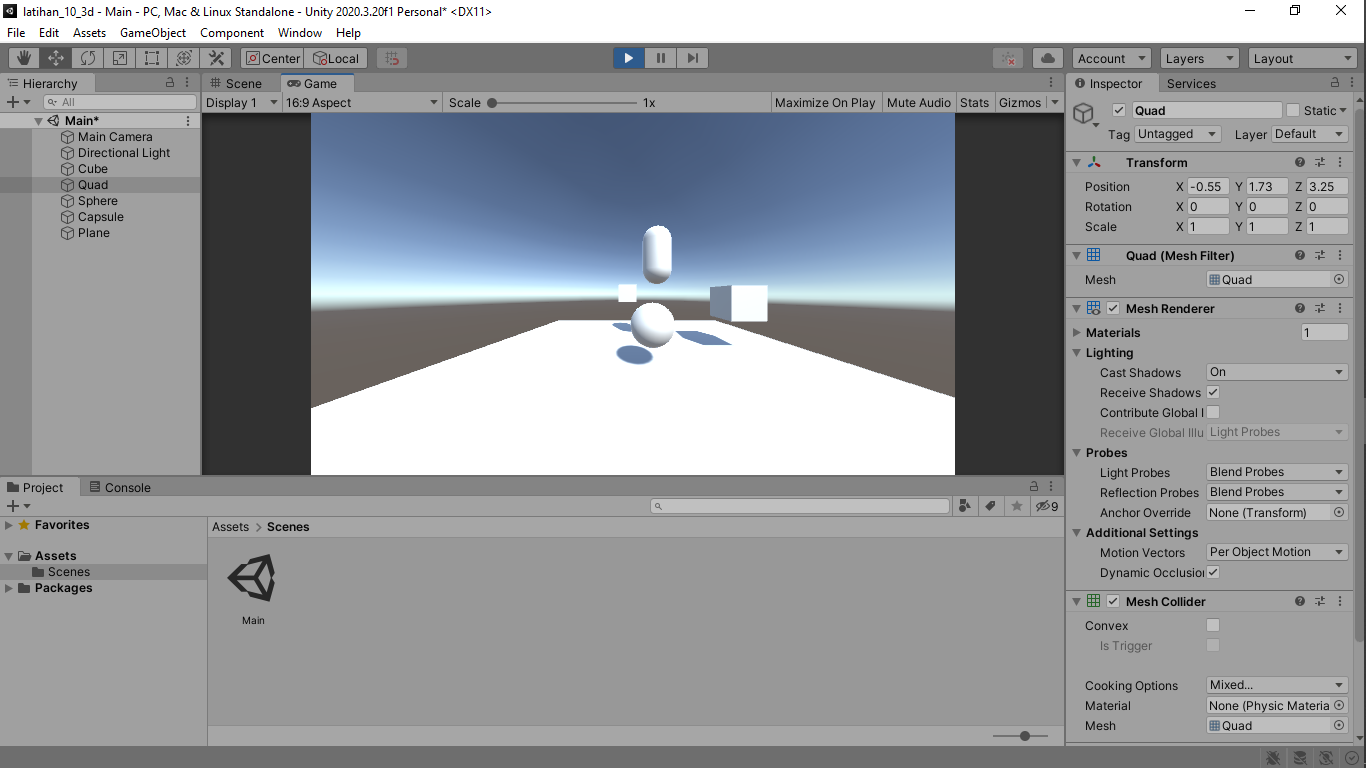 latihan_10_3d - Main - PC, Mac & Linux Standalone - Unity 2020.3.20f1 Personal* <DX11>
File Edit Assets GameObject Component Window Help
Center Local Account Layers Layout
Hierarchy
All
Main*
Main Camera
Directional Light
Cube
Quad
Sphere
Capsule
Plane
Scene Game
Display 1 16:9 Aspect Scale 1x Maximize On Play Mute Audio Stats Gizmos
Inspector Services
Quad Static
Tag Untagged Layer Default
Transform
Position X -0.55 Y 1.73 Z 3.25
Rotation X 0 Y 0 Z 0
Scale X 1 Y 1 Z 1
Quad (Mesh Filter)
Mesh Quad
Mesh Renderer
Materials 1
Lighting
Cast Shadows On
Receive Shadows
Contribute Global I
Receive Global Illu Light Probes
Probes
Light Probes Blend Probes
Reflection Probes Blend Probes
Anchor Override None (Transform)
Additional Settings
Motion Vectors Per Object Motion
Dynamic Occlusion
Mesh Collider
Convex
Is Trigger
Cooking Options Mixed...
Material None (Physic Materia
Mesh Quad
Project Console
9
Favorites
Assets
Scenes
Packages
Assets > Scenes
Main